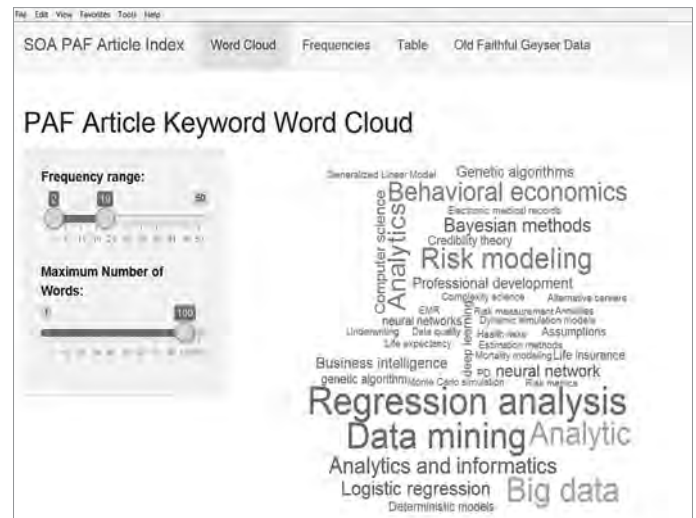 File Edit View Favorites Tools Help
SOA PAF Article Index Word Cloud Frequencies Table Old Faithful Geyser Data
PAF Article Keyword Word Cloud
Frequency range:
2 19 50
Maximum Number of
Words:
1 100
Generalized Linear Model Genetic algorithms
Behavioral economics
Electronic medical records
Computer science
Analytics
Bayesian methods
Credibility theory
Risk modeling
Professional development
Complexity science Alternative careers
EMR Risk measurement Annuities
neural networks Dynamic simulation models
Underwriting Data quality Health risks Assumptions
Life expectancy Estimation methods
deep learning
Mortality modeling Life Insurance
Business intelligence
PD neural network
genetic algorithm Monte Carlo simulation Risk metrics
Regression analysis
Data mining Analytic
Analytics and informatics
Logistic regression Big data
Deterministic models